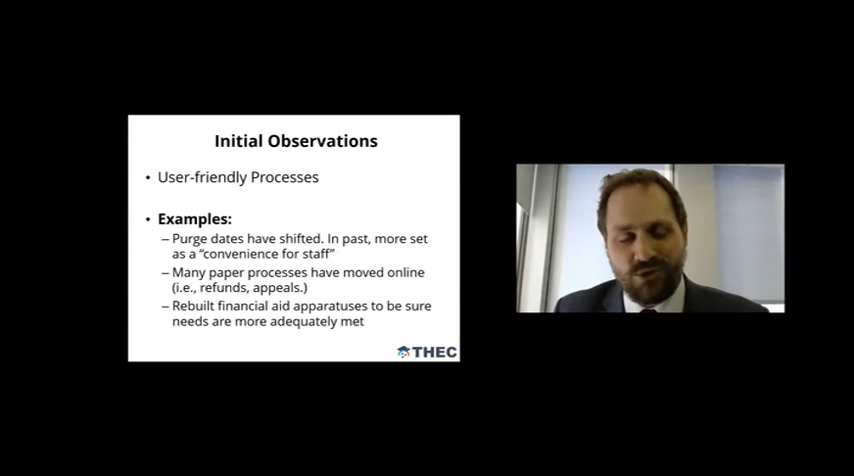 Initial Observations
• User-friendly Processes
• Examples:
– Purge dates have shifted. In past, more set
as a “convenience for staff”
– Many paper processes have moved online
(i.e., refunds, appeals.)
– Rebuilt financial aid apparatuses to be sure
needs are more adequately met
THEC